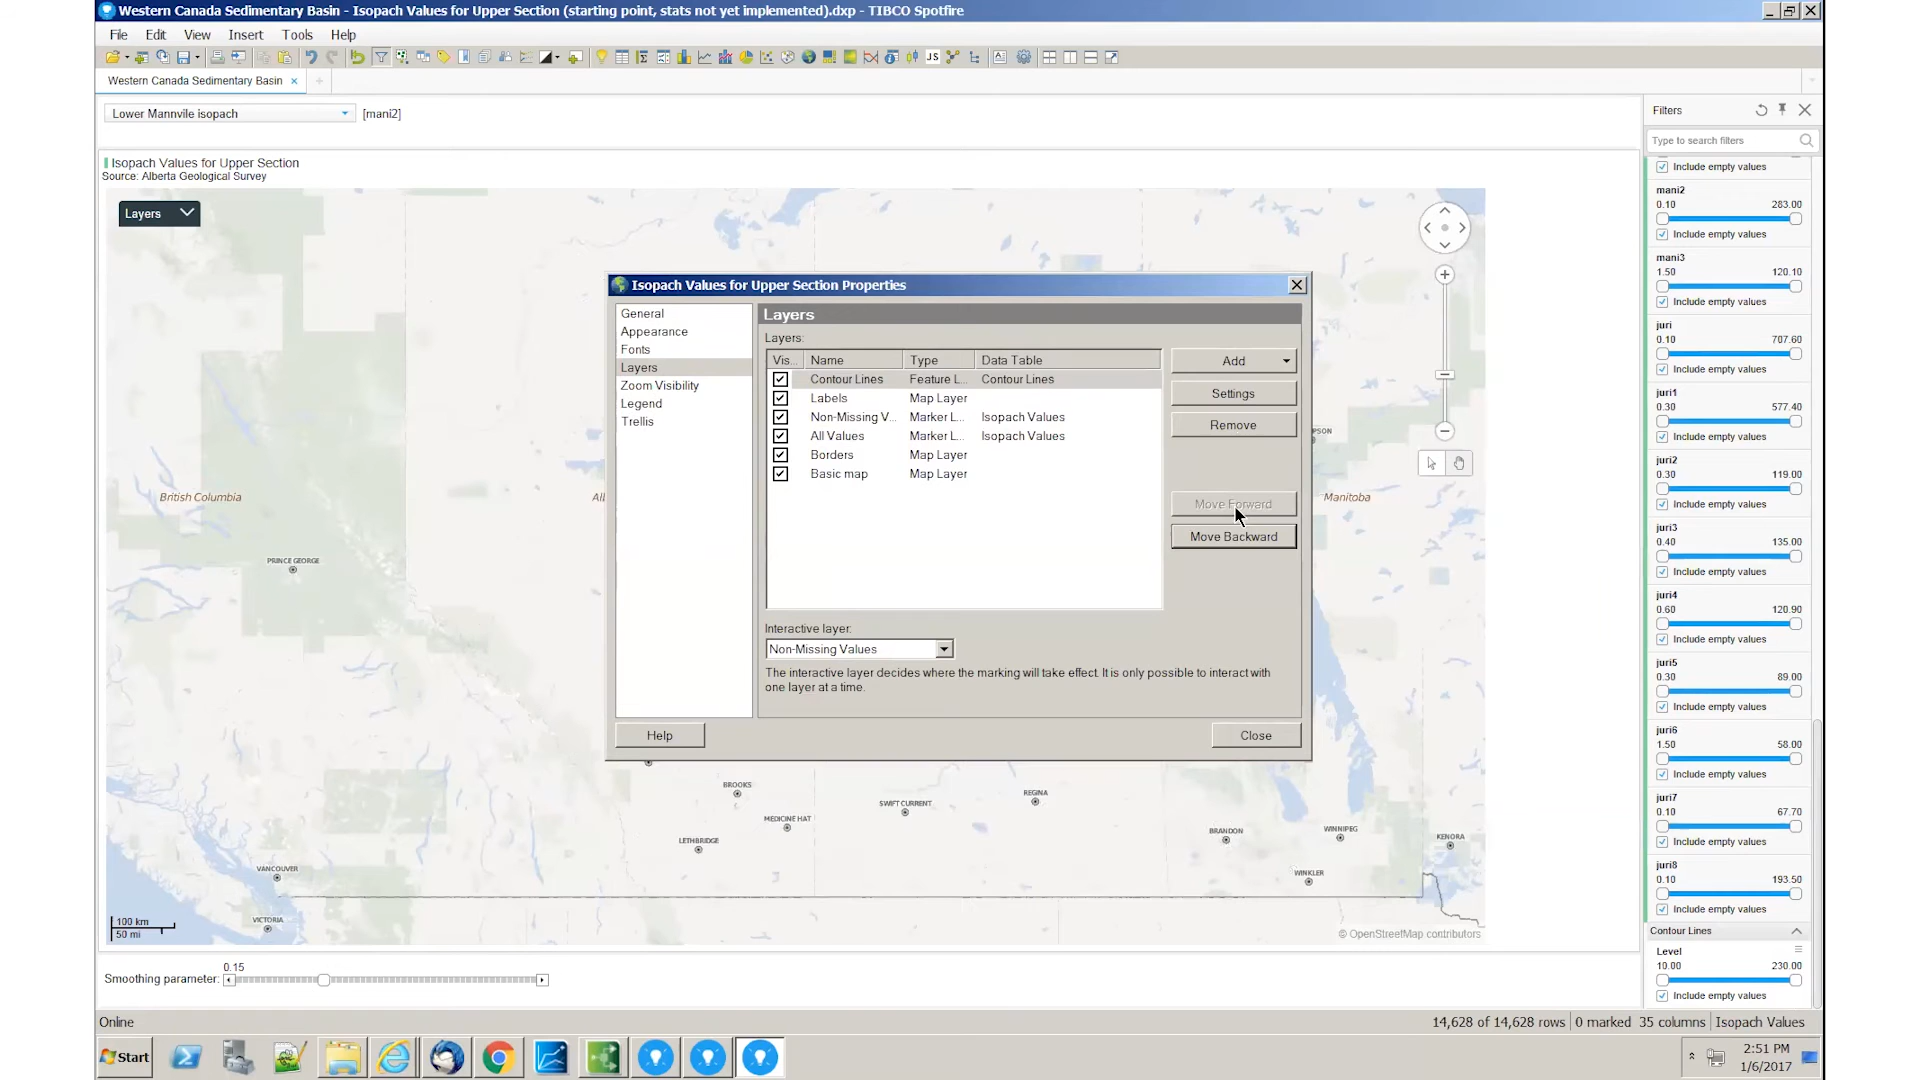 Western Canada Sedimentary Basin - Isopach Values for Upper Section (starting point, stats not yet implemented).dxp - TIBCO Spotfire
File Edit View Insert Tools Help
JS
Western Canada Sedimentary Basin × +
Lower Mannvile isopach [mani2]
Isopach Values for Upper Section
Source: Alberta Geological Survey
Layers
British Columbia
PRINCE GEORGE
VANCOUVER
VICTORIA
BROOKS
MEDICINE HAT
LETHBRIDGE
SWIFT CURRENT
REGINA
BRANDON
WINNIPEG
WINKLER
KENORA
Manitoba
PSON
100 km
50 mi
© OpenStreetMap contributors
Isopach Values for Upper Section Properties
General
Appearance
Fonts
Layers
Zoom Visibility
Legend
Trellis
Layers
Layers:
Vis... Name Type Data Table
Contour Lines Feature L... Contour Lines
Labels Map Layer
Non-Missing V... Marker L... Isopach Values
All Values Marker L... Isopach Values
Borders Map Layer
Basic map Map Layer
Add
Settings
Remove
Move Forward
Move Backward
Interactive layer:
Non-Missing Values
The interactive layer decides where the marking will take effect. It is only possible to interact with
one layer at a time.
Help Close
Smoothing parameter: 0.15
Filters
Type to search filters
Include empty values
mani2
0.10 283.00
Include empty values
mani3
1.50 120.10
Include empty values
juri
0.10 707.60
Include empty values
juri1
0.30 577.40
Include empty values
juri2
0.30 119.00
Include empty values
juri3
0.40 135.00
Include empty values
juri4
0.60 120.90
Include empty values
juri5
0.30 89.00
Include empty values
juri6
1.50 58.00
Include empty values
juri7
0.10 67.70
Include empty values
juri8
0.10 193.50
Include empty values
Contour Lines
Level
10.00 230.00
Include empty values
Online 14,628 of 14,628 rows 0 marked 35 columns Isopach Values
Start
2:51 PM
1/6/2017